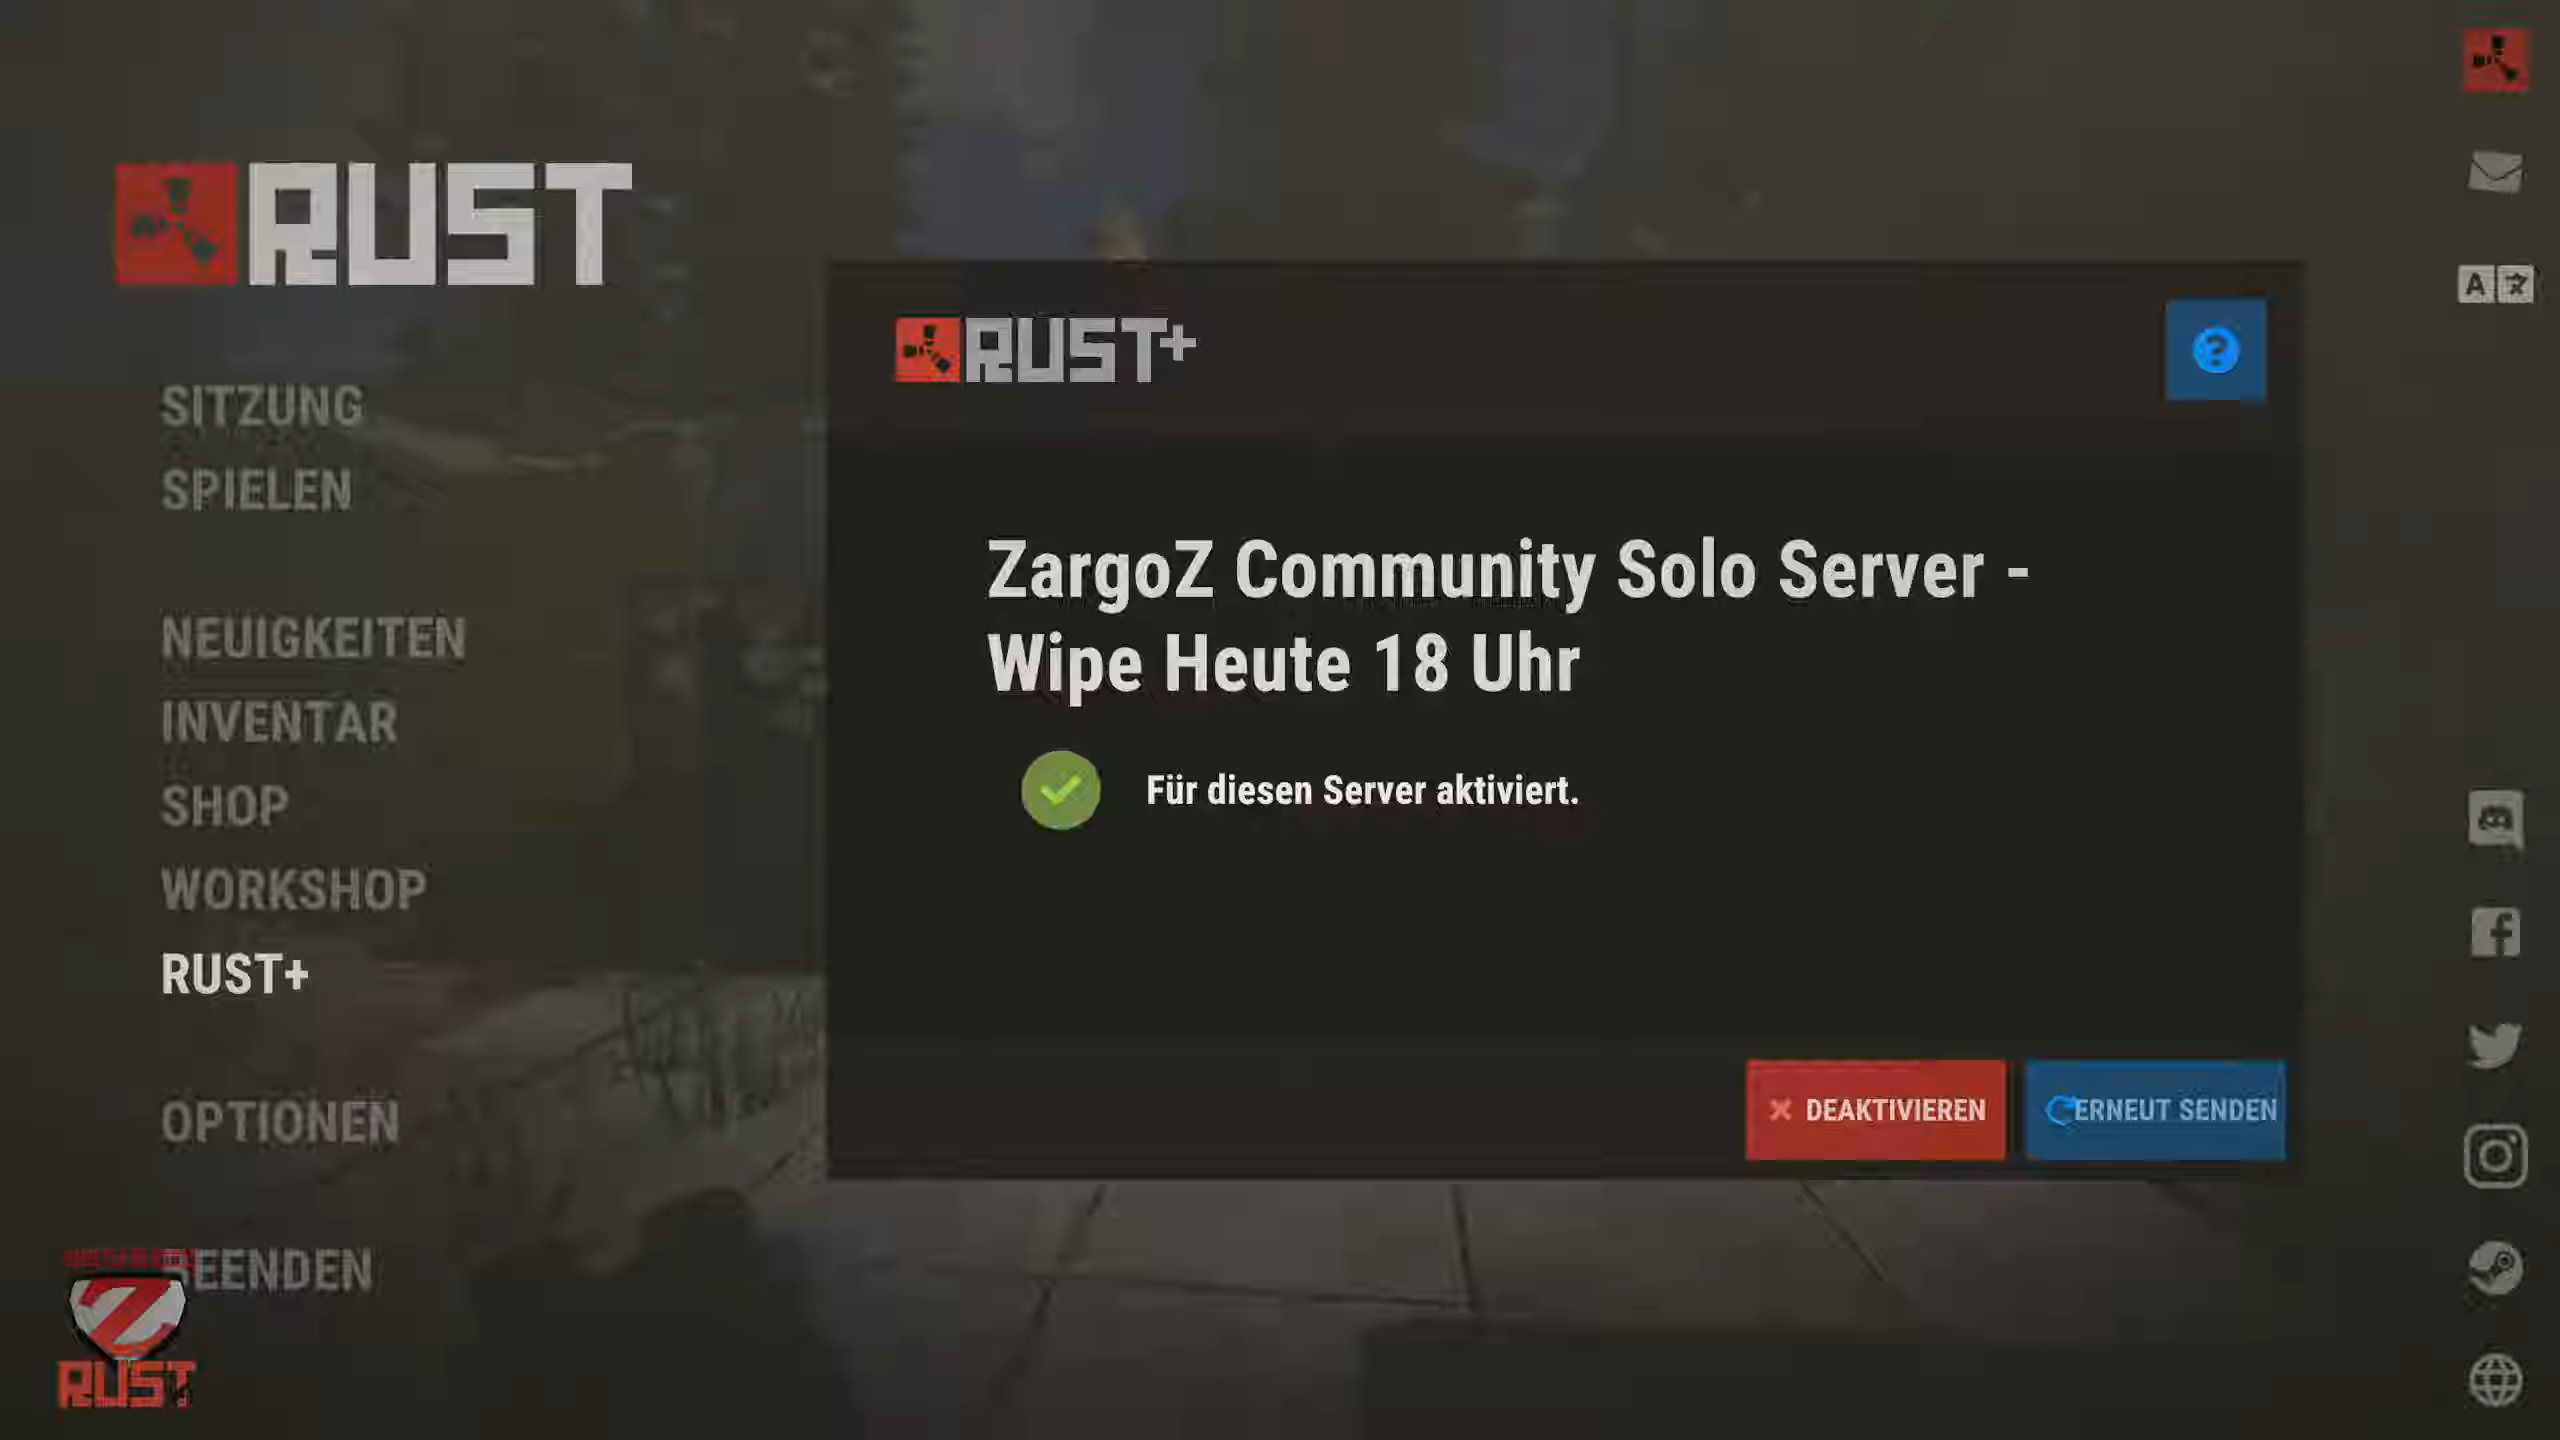 RUST
SITZUNG
SPIELEN
NEUIGKEITEN
INVENTAR
SHOP
WORKSHOP
RUST+
OPTIONEN
BEENDEN
RUST
RUST+
ZargoZ Community Solo Server -
Wipe Heute 18 Uhr
Für diesen Server aktiviert.
DEAKTIVIEREN
ERNEUT SENDEN